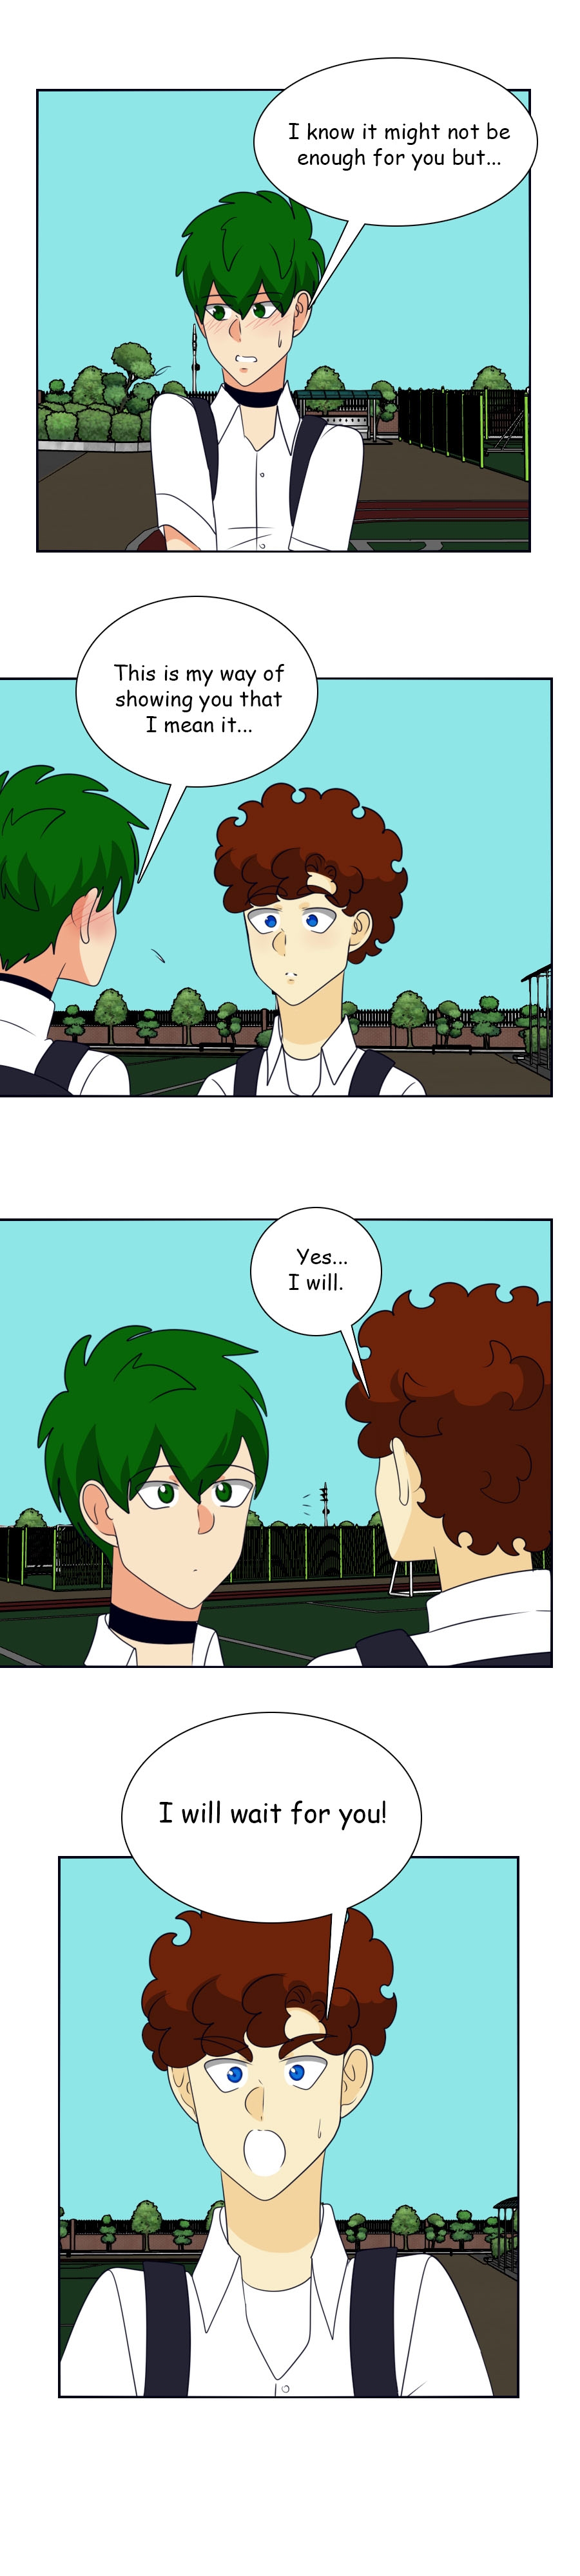 I know it might not be
enough for you but...
This is my way of
showing you that
I mean it...
Yes...
I will.
I will wait for you!